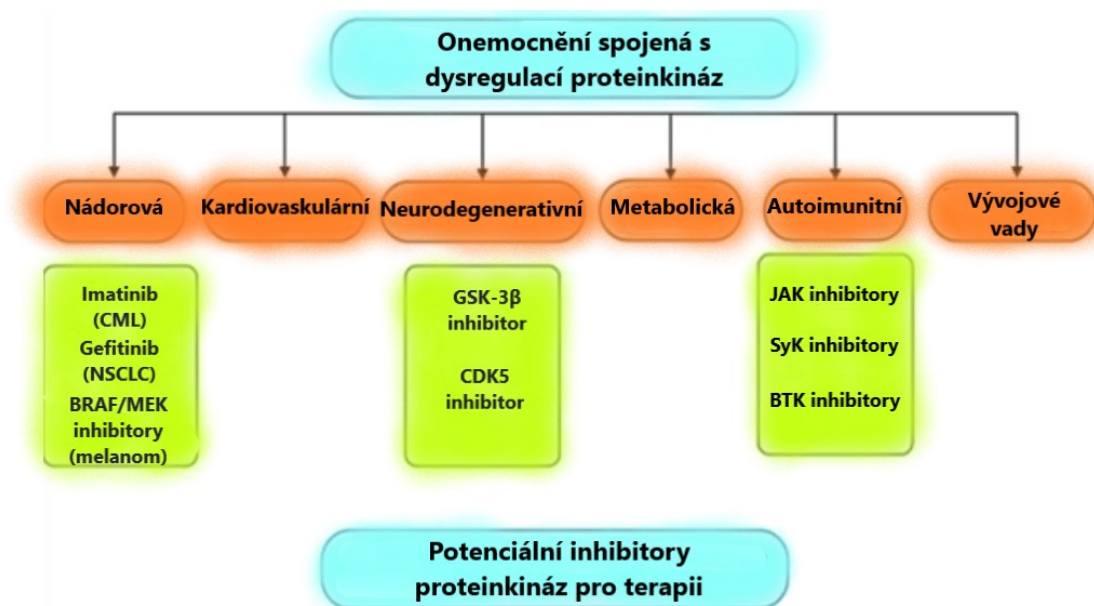 Onemocnění spojená s
dysregulací proteinkináz
Nádorová
Kardiovaskulární
Neurodegenerativní
Metabolická
Autoimunitní
Vývojové
vady
Imatinib
(CML)
Gefitinib
(NSCLC)
BRAF/MEK
inhibitory
(melanom)
GSK-3β
inhibitor
CDK5
inhibitor
JAK inhibitory
SyK inhibitory
BTK inhibitory
Potenciální inhibitory
proteinkináz pro terapii